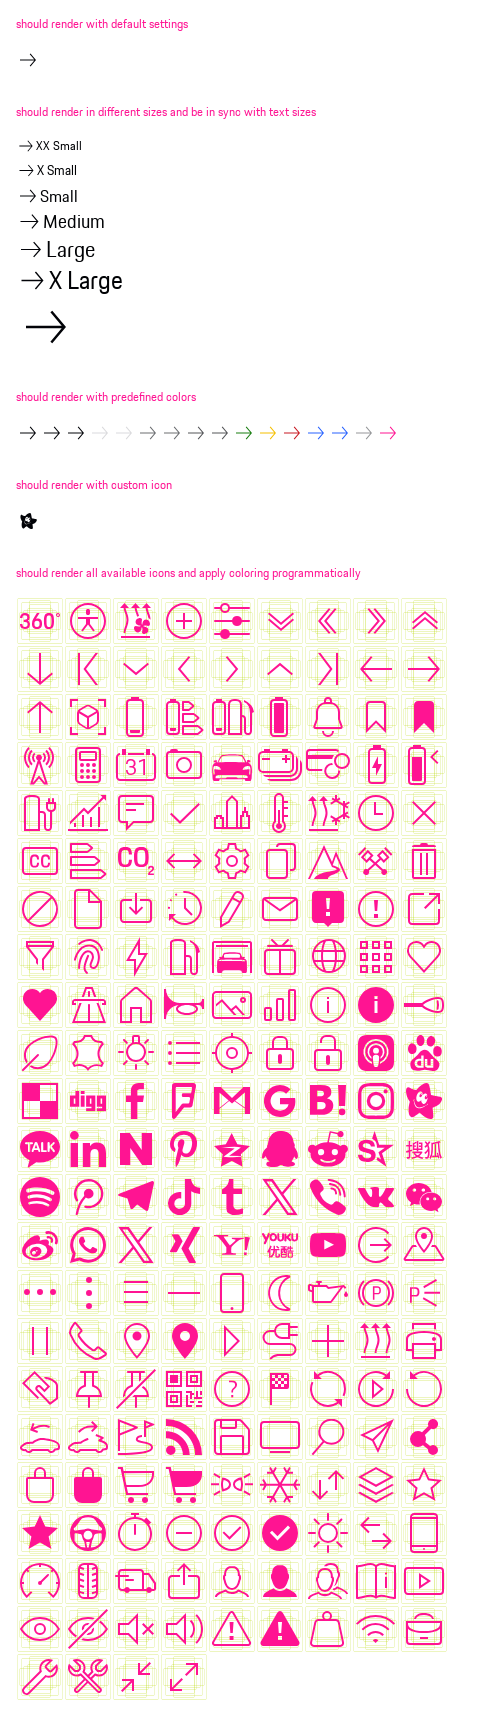 should render with default settings
should render in different sizes and be in sync with text sizes
XX Small
X Small
Small
Medium
Large
X Large
should render with predefined colors
should render with custom icon
should render all available icons and apply coloring programmatically
360°
31
CC
CO2
digg
du
B!
TALK
in
搜狐
YOUKU
优酷
P
P